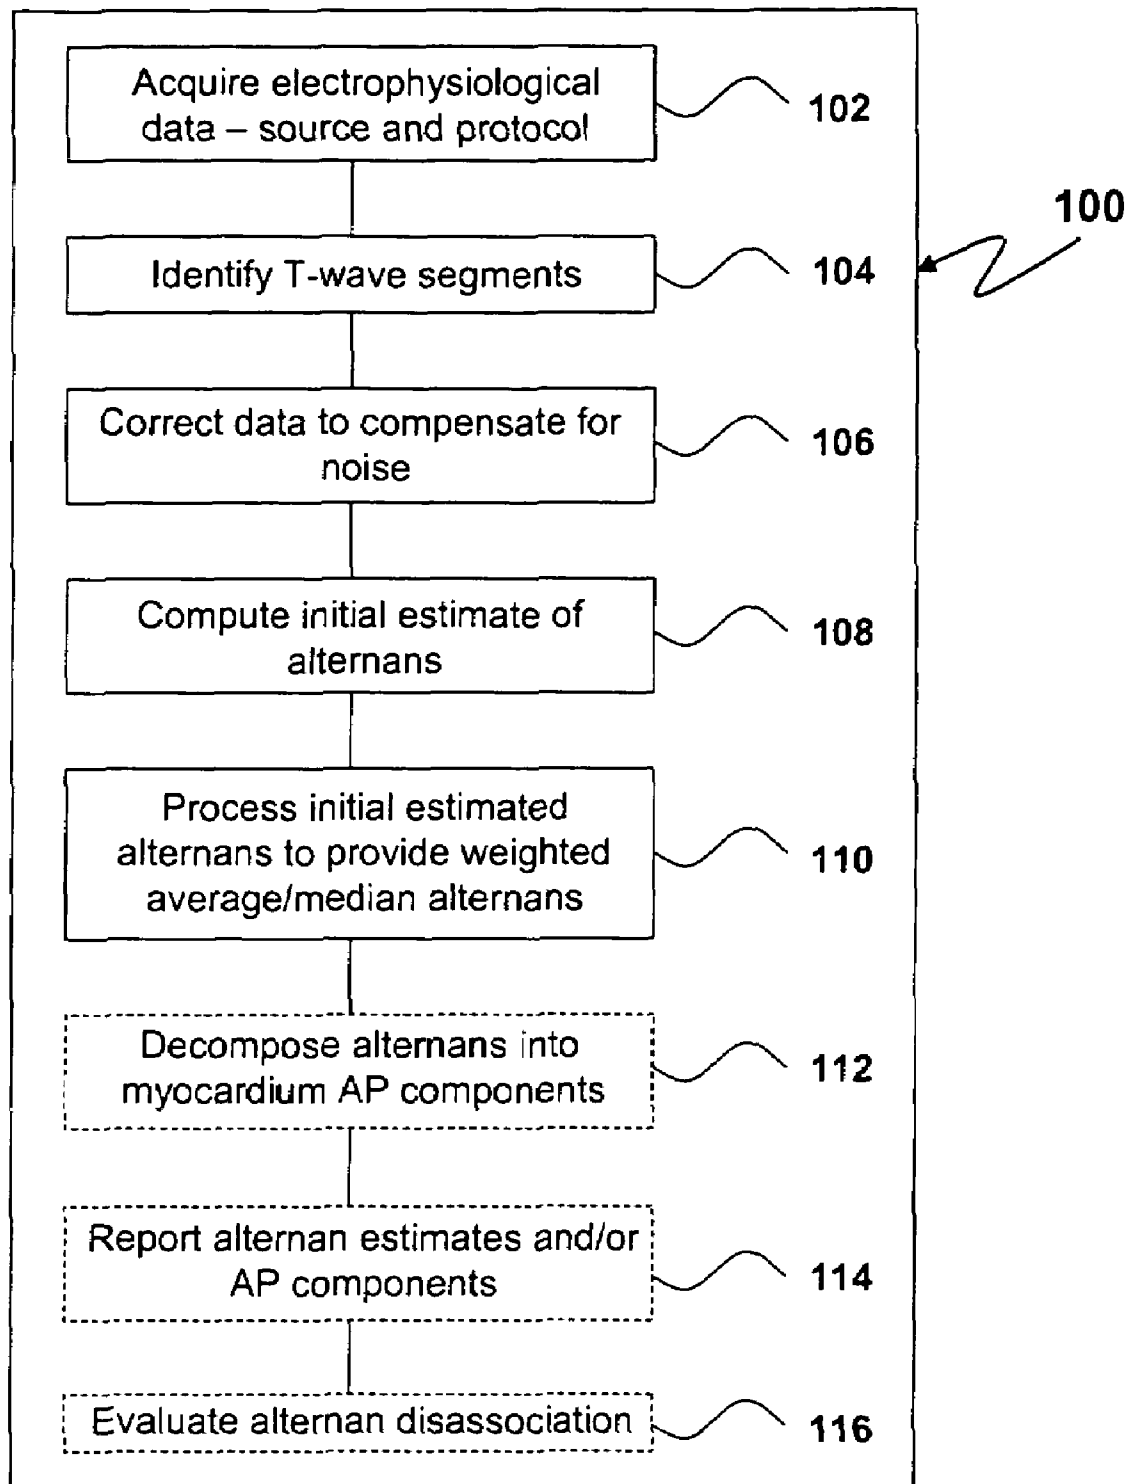 Acquire electrophysiological
data – source and protocol
102
100
Identify T-wave segments
104
Correct data to compensate for
noise
106
Compute initial estimate of
alternans
108
Process initial estimated
alternans to provide weighted
average/median alternans
110
Decompose alternans into
myocardium AP components
112
Report alternan estimates and/or
AP components
114
Evaluate alternan disassociation
116